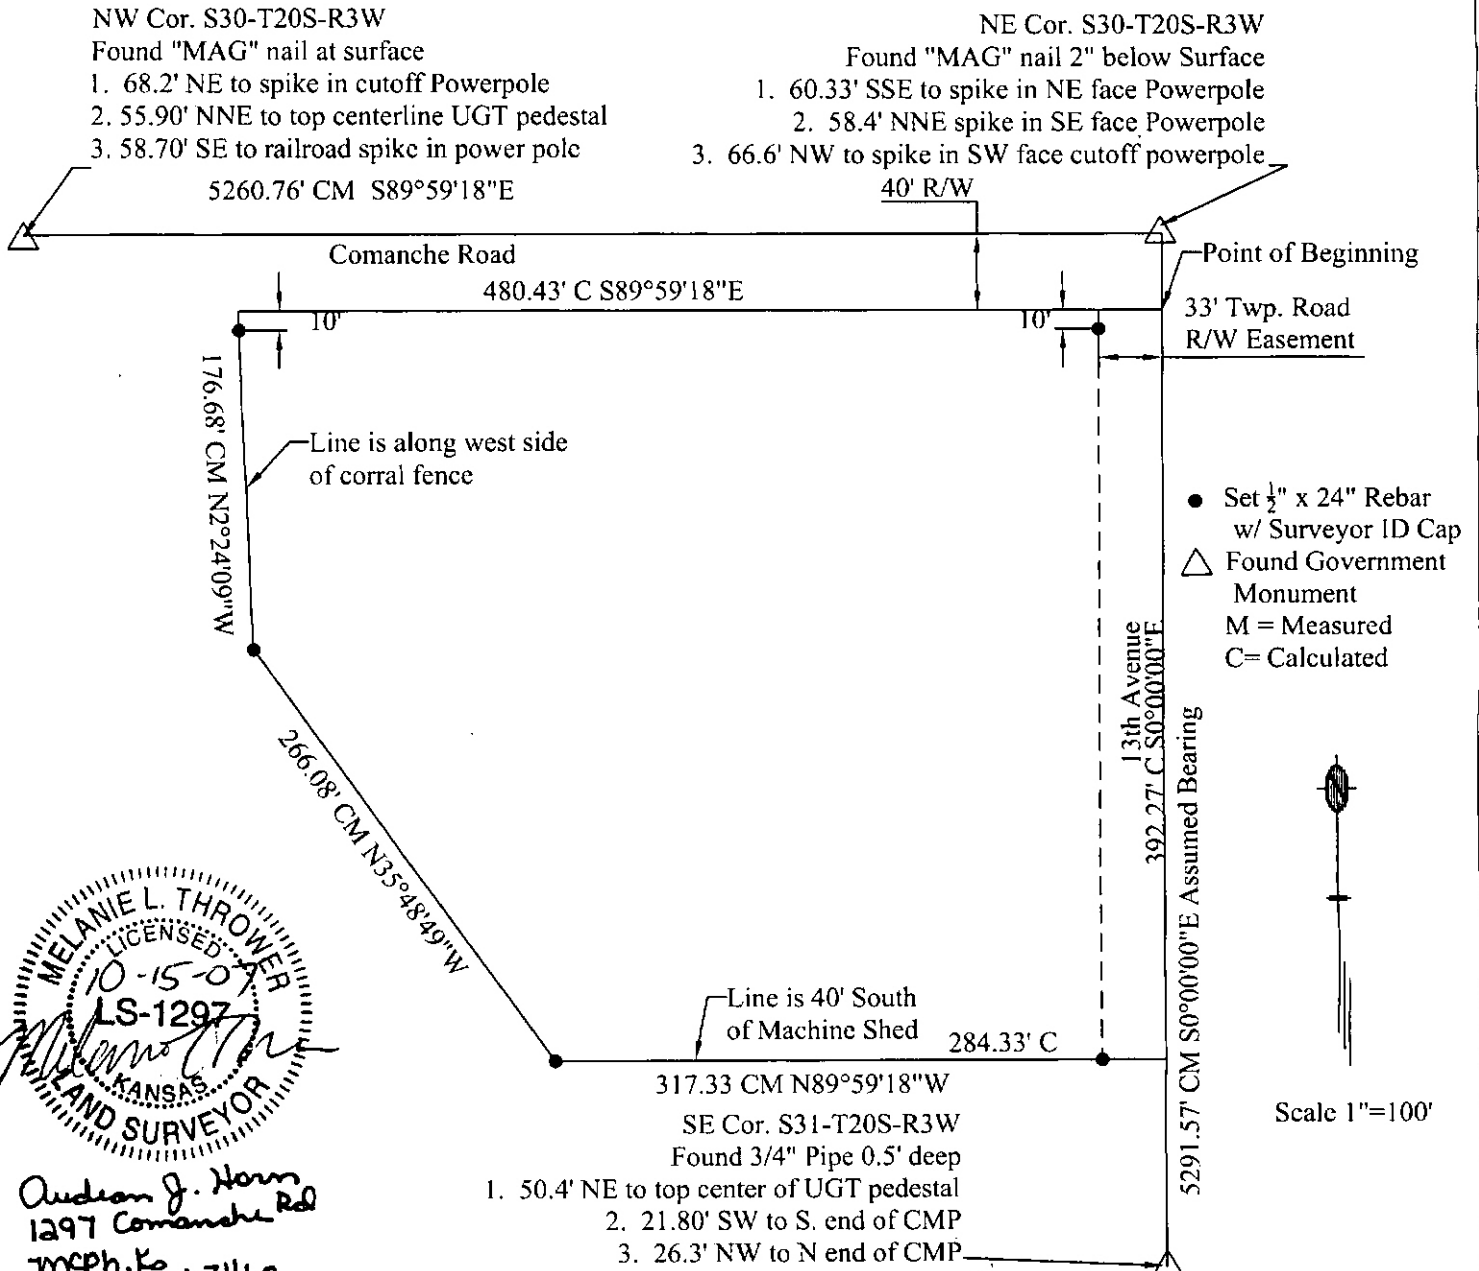 NW Cor. S30-T20S-R3W
Found "MAG" nail at surface
1. 68.2' NE to spike in cutoff Powerpole
2. 55.90' NNE to top centerline UGT pedestal
3. 58.70' SE to railroad spike in power pole
5260.76' CM S89°59'18"E
NE Cor. S30-T20S-R3W
Found "MAG" nail 2" below Surface
1. 60.33' SSE to spike in NE face Powerpole
2. 58.4' NNE spike in SE face Powerpole
3. 66.6' NW to spike in SW face cutoff powerpole
40' R/W
Comanche Road
480.43' C S89°59'18"E
10'
10'
Point of Beginning
33' Twp. Road
R/W Easement
176.68' CM N2°24'09"W
Line is along west side
of corral fence
Set ½" x 24" Rebar
w/ Surveyor ID Cap
Found Government
Monument
M = Measured
C= Calculated
13th Avenue
392.27' C S0°00'00"E
5291.57' CM S0°00'00"E Assumed Bearing
266.08' CM N35°48'49"W
N
MELANIE L. THROWER
LICENSED
10-15-07
LS-1297
KANSAS
LAND SURVEYOR
Line is 40' South
of Machine Shed
284.33' C
317.33 CM N89°59'18"W
Scale 1"=100'
SE Cor. S31-T20S-R3W
Found 3/4" Pipe 0.5' deep
1. 50.4' NE to top center of UGT pedestal
2. 21.80' SW to S. end of CMP
3. 26.3' NW to N end of CMP
Audean J. Horn
1297 Comanche Rd
McPh. Ks.